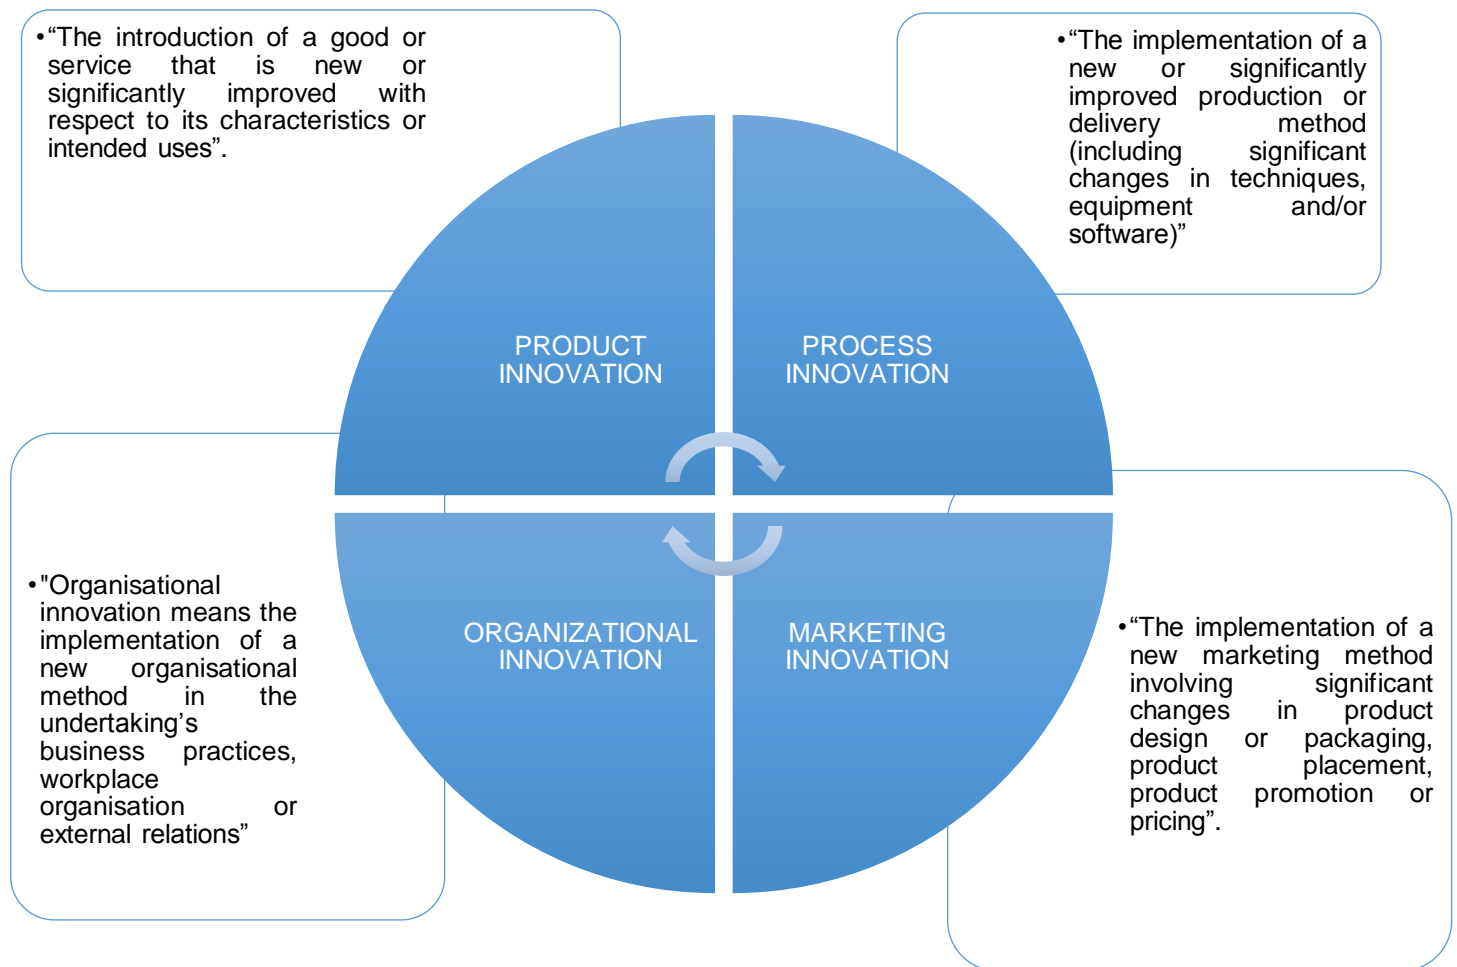 •“The introduction of a good or
service that is new or
significantly improved with
respect to its characteristics or
intended uses”.
•“The implementation of a
new or significantly
improved production or
delivery method
(including significant
changes in techniques,
equipment and/or
software)”
PRODUCT
INNOVATION
PROCESS
INNOVATION
•"Organisational
innovation means the
implementation of a
new organisational
method in the
undertaking’s
business practices,
workplace
organisation or
external relations”
ORGANIZATIONAL
INNOVATION
MARKETING
INNOVATION
•“The implementation of a
new marketing method
involving significant
changes in product
design or packaging,
product placement,
product promotion or
pricing”.